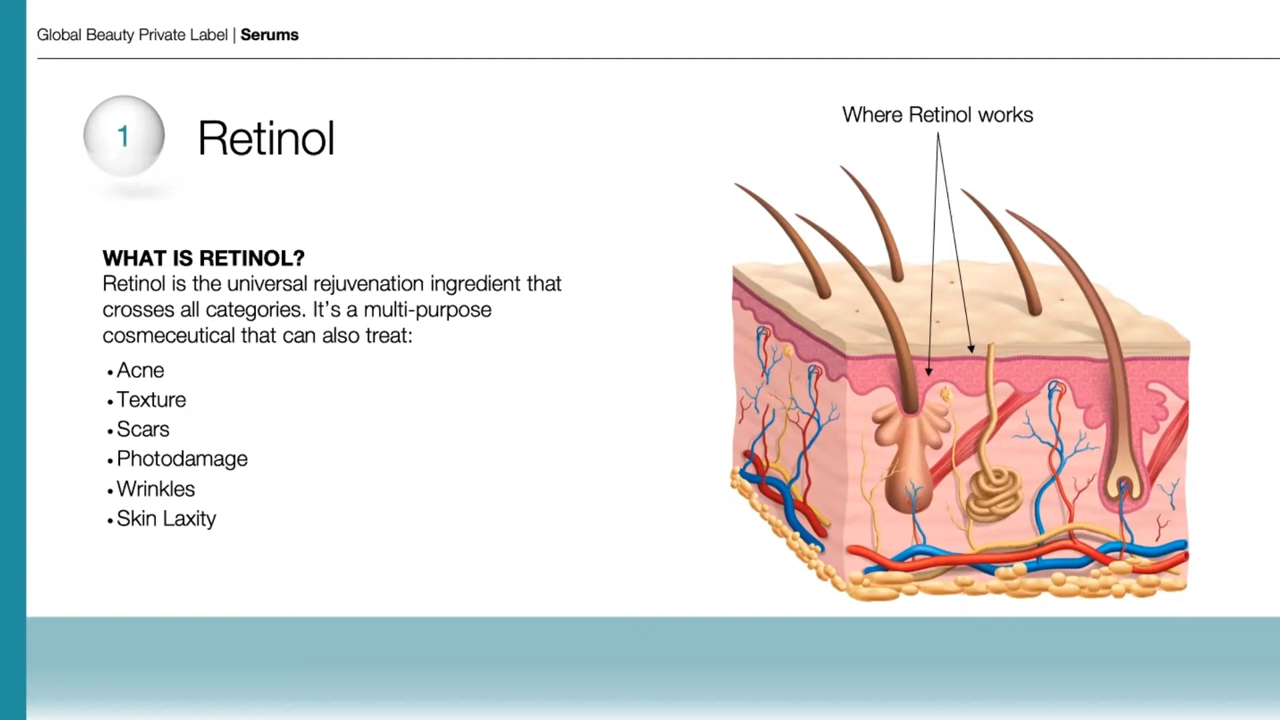 Global Beauty Private Label | Serums
1
Retinol
Where Retinol works
WHAT IS RETINOL?
Retinol is the universal rejuvenation ingredient that
crosses all categories. It’s a multi-purpose
cosmeceutical that can also treat:
• Acne
• Texture
• Scars
• Photodamage
• Wrinkles
• Skin Laxity